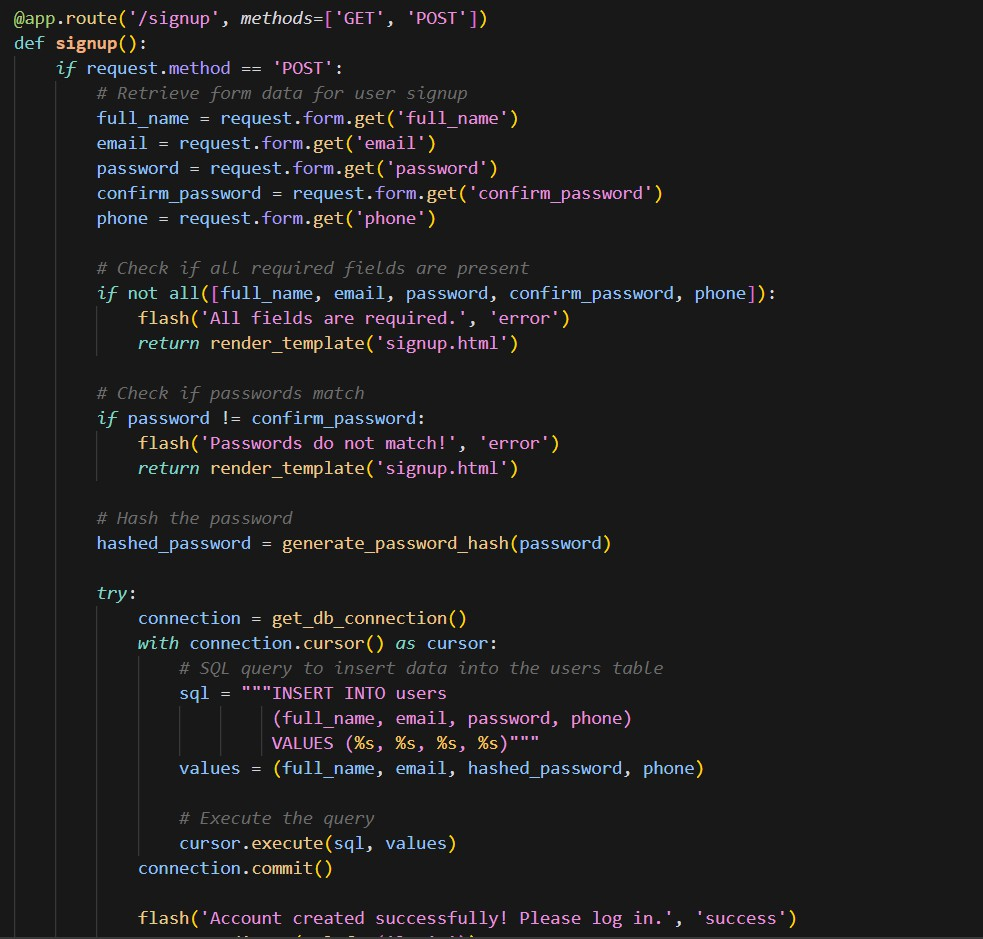 @app.route('/signup', methods=['GET', 'POST'])
def signup():
    if request.method == 'POST':
        # Retrieve form data for user signup
        full_name = request.form.get('full_name')
        email = request.form.get('email')
        password = request.form.get('password')
        confirm_password = request.form.get('confirm_password')
        phone = request.form.get('phone')

        # Check if all required fields are present
        if not all([full_name, email, password, confirm_password, phone]):
            flash('All fields are required.', 'error')
            return render_template('signup.html')

        # Check if passwords match
        if password != confirm_password:
            flash('Passwords do not match!', 'error')
            return render_template('signup.html')

        # Hash the password
        hashed_password = generate_password_hash(password)

        try:
            connection = get_db_connection()
            with connection.cursor() as cursor:
                # SQL query to insert data into the users table
                sql = """INSERT INTO users
                         (full_name, email, password, phone)
                         VALUES (%s, %s, %s, %s)"""
                values = (full_name, email, hashed_password, phone)

                # Execute the query
                cursor.execute(sql, values)
            connection.commit()

            flash('Account created successfully! Please log in.', 'success')